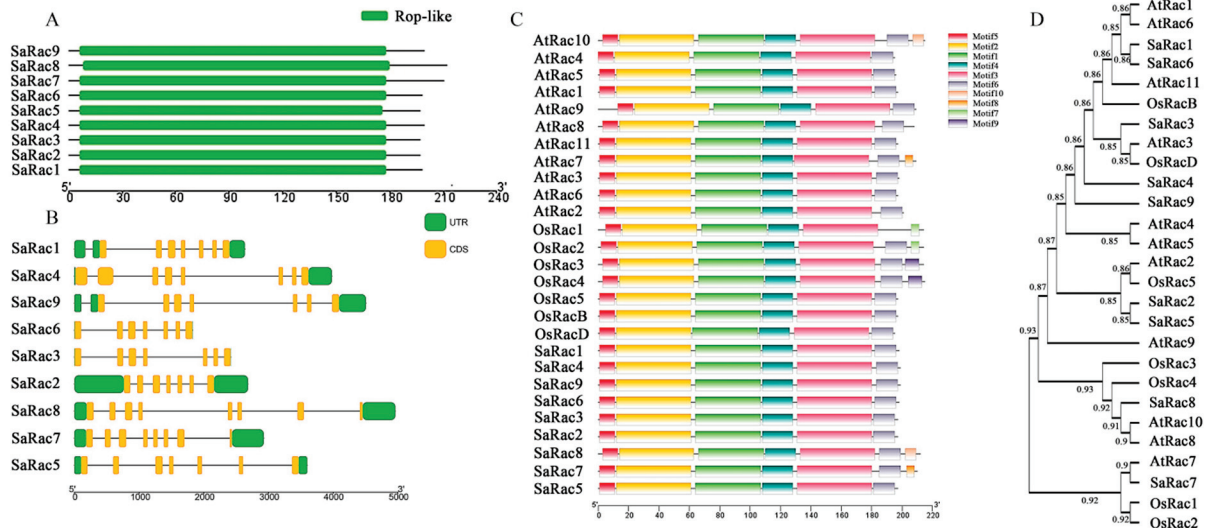 A
Rop-like
SaRac9
SaRac8
SaRac7
SaRac6
SaRac5
SaRac4
SaRac3
SaRac2
SaRac1
5' 3'
0 30 60 90 120 150 180 210 240
B
UTR
CDS
SaRac1
SaRac4
SaRac9
SaRac6
SaRac3
SaRac2
SaRac8
SaRac7
SaRac5
5' 3'
0 1000 2000 3000 4000 5000
C
AtRac10
AtRac4
AtRac5
AtRac1
AtRac9
AtRac8
AtRac11
AtRac7
AtRac3
AtRac6
AtRac2
OsRac1
OsRac2
OsRac3
OsRac4
OsRac5
OsRacB
OsRacD
SaRac1
SaRac4
SaRac9
SaRac6
SaRac3
SaRac2
SaRac8
SaRac7
SaRac5
Motif5
Motif2
Motif1
Motif4
Motif3
Motif6
Motif10
Motif8
Motif7
Motif9
5' 3'
0 20 40 60 80 100 120 140 160 180 200 220
D
AtRac1
0.86
AtRac6
0.85
SaRac1
0.86
0.86
SaRac6
AtRac11
0.86
OsRacB
0.86
SaRac3
AtRac3
0.85
0.85
OsRacD
0.86
SaRac4
0.85
SaRac9
AtRac4
0.85
AtRac5
0.87
AtRac2
0.86
OsRac5
0.87
0.85
SaRac2
0.85
SaRac5
0.93
AtRac9
OsRac3
0.93
OsRac4
0.92
SaRac8
0.91
AtRac10
0.9
AtRac8
AtRac7
0.9
SaRac7
0.92
OsRac1
0.92
OsRac2